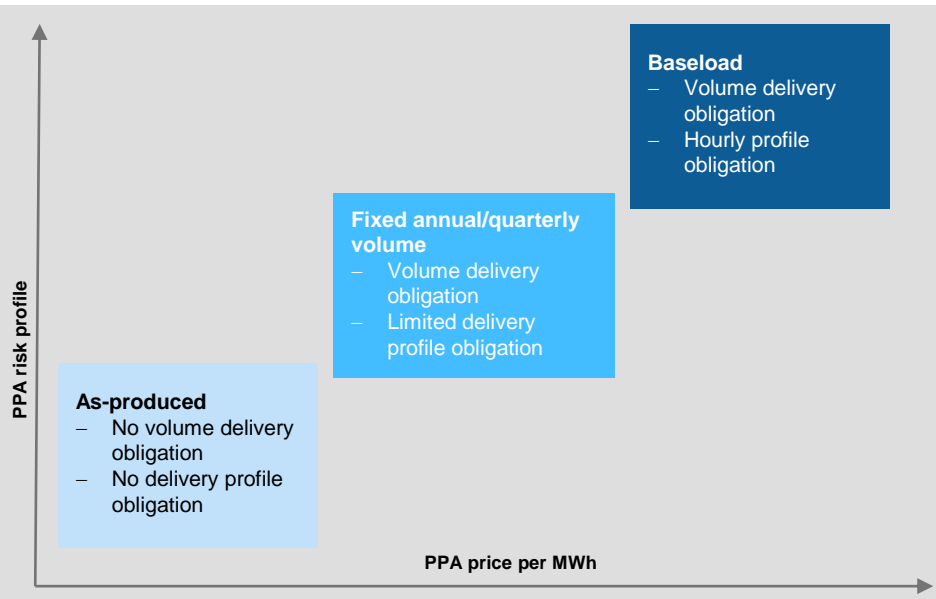 Baseload
– Volume delivery
obligation
– Hourly profile
obligation
Fixed annual/quarterly
volume
– Volume delivery
obligation
– Limited delivery
profile obligation
As-produced
– No volume delivery
obligation
– No delivery profile
obligation
PPA risk profile
PPA price per MWh